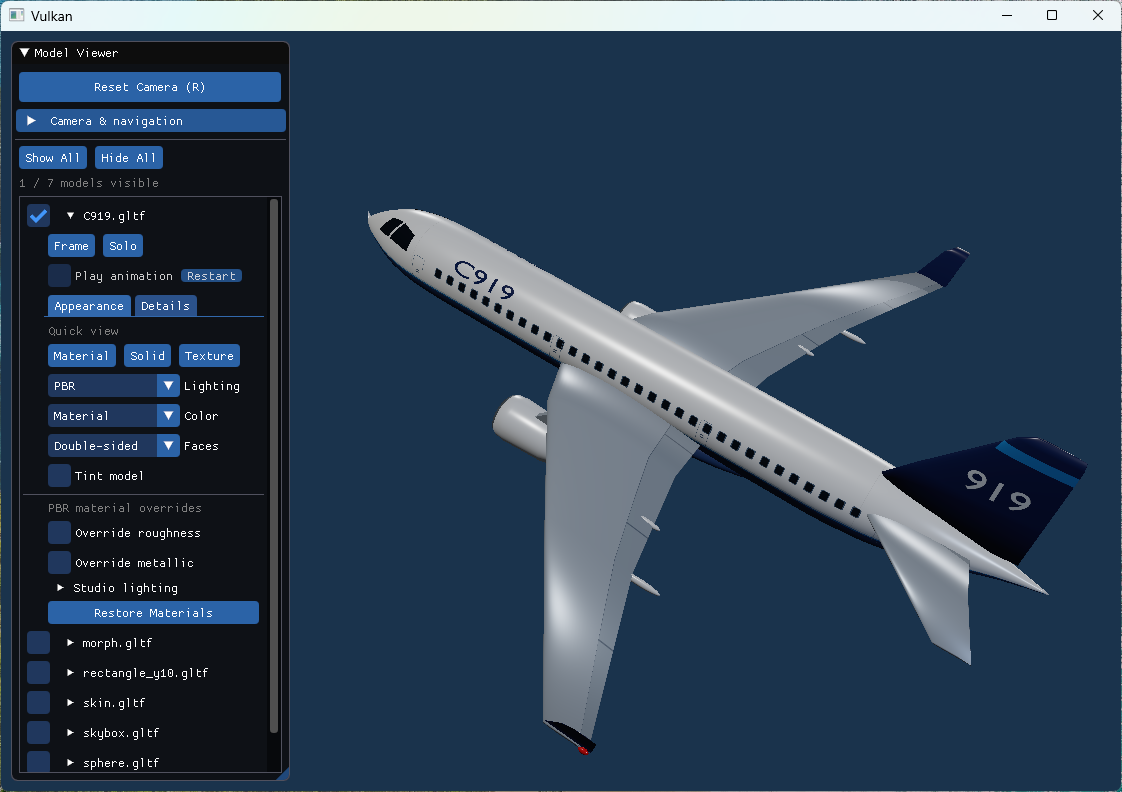 Vulkan
Model Viewer
Reset Camera (R)
Camera & navigation
Show All Hide All
1 / 7 models visible
C919.gltf
Frame Solo
Play animation Restart
Appearance Details
Quick view
Material Solid Texture
PBR Lighting
Material Color
Double-sided Faces
Tint model
PBR material overrides
Override roughness
Override metallic
Studio lighting
Restore Materials
morph.gltf
rectangle_y10.gltf
skin.gltf
skybox.gltf
sphere.gltf
C919
919